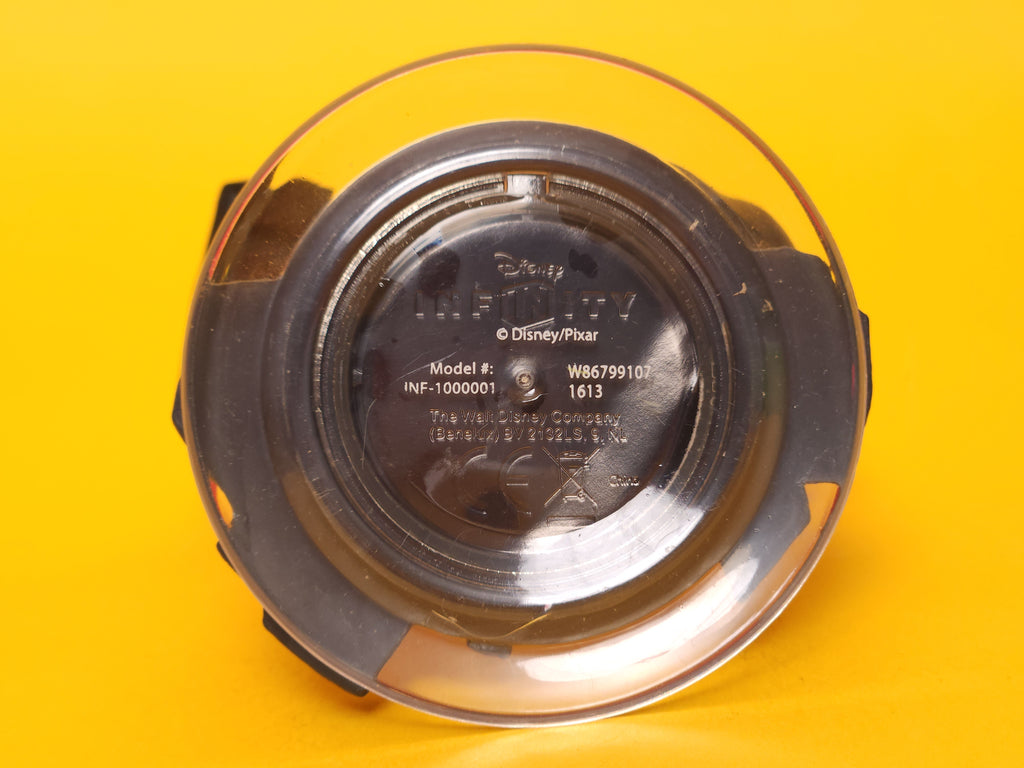 Disney
INFINITY
© Disney/Pixar
Model #:
INF-1000001
W86799107
1613
The Walt Disney Company
(Benelux) BV 2132LS, 9, NL
CE
China